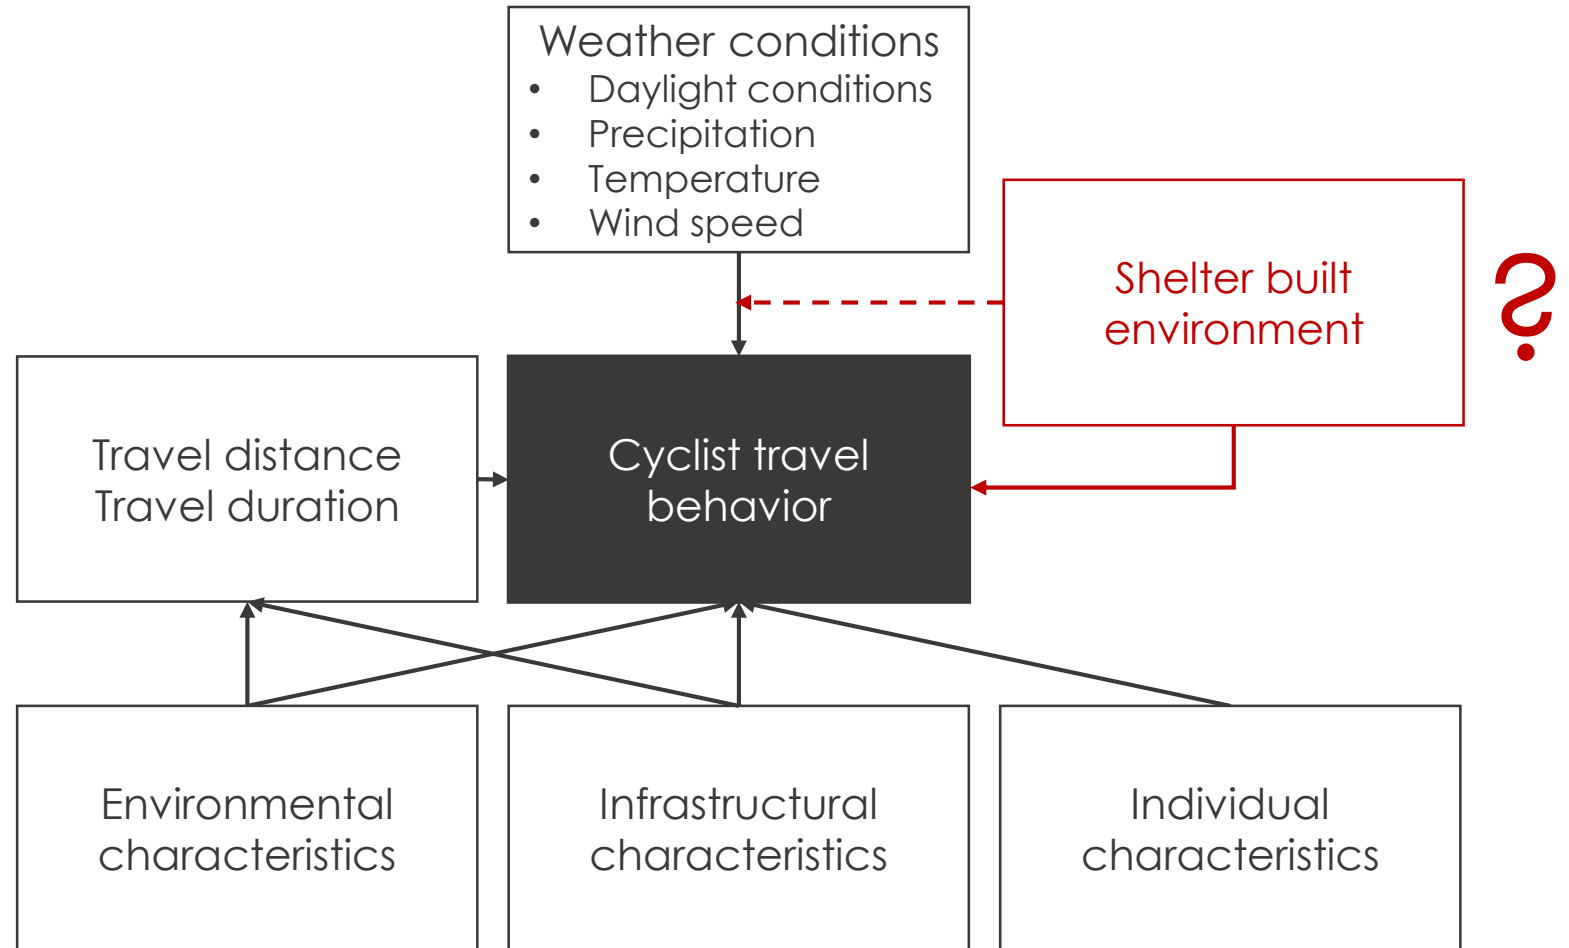 Weather conditions
• Daylight conditions
• Precipitation
• Temperature
• Wind speed
Shelter built
environment
?
Travel distance
Travel duration
Cyclist travel
behavior
Environmental
characteristics
Infrastructural
characteristics
Individual
characteristics